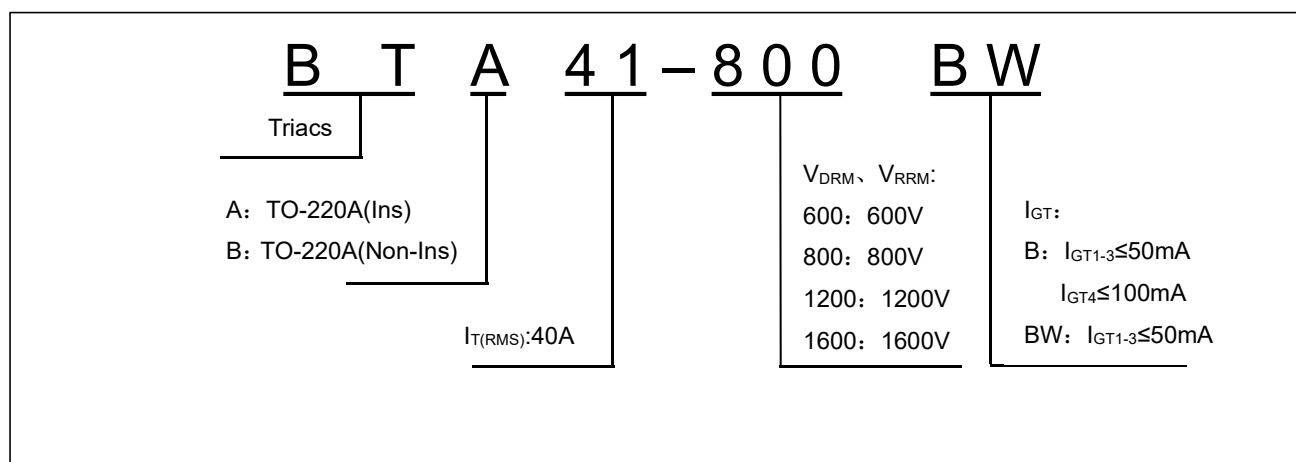 B T A 41-800 BW
Triacs
A：TO-220A(Ins)
B：TO-220A(Non-Ins)
IT(RMS):40A
VDRM、VRRM:
600：600V
800：800V
1200：1200V
1600：1600V
IGT：
B：IGT1-3≤50mA
IGT4≤100mA
BW：IGT1-3≤50mA